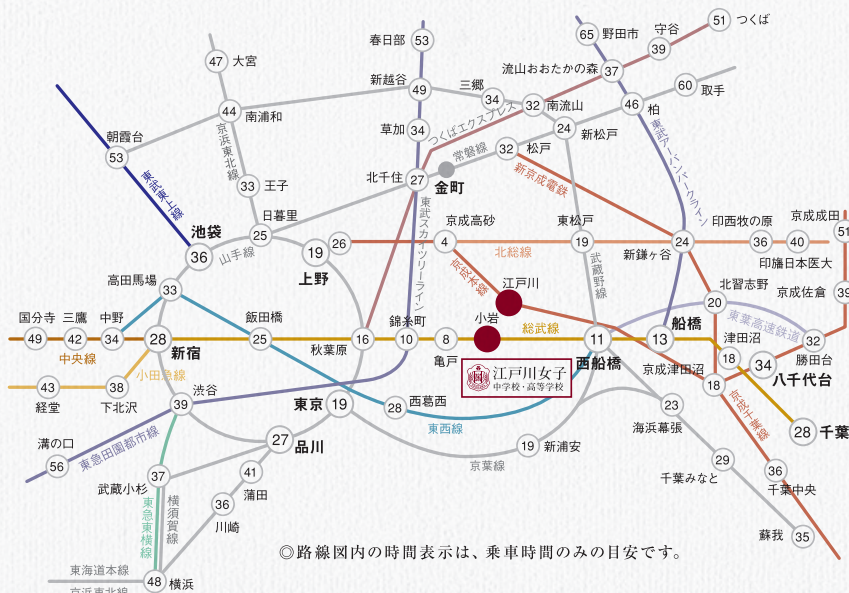 51 つくば
65 野田市
39 守谷
春日部 53
47 大宮
流山おおたかの森 37
新越谷 49
三郷 34
32 南流山
46 柏
60 取手
44 南浦和
京浜東北線
草加 34
つくばエクスプレス
24 新松戸
東武アーバンパークライン
朝霞台 53
常磐線
32 松戸
新京成電鉄
東武東上線
33 王子
北千住 27
金町
日暮里 25
池袋 36
山手線
上野 19
26
東武スカイツリーライン
京成高砂 4
北総線
東松戸 19
武蔵野線
新鎌ヶ谷 24
印西牧の原 36
40 印旛日本医大
京成成田 51
高田馬場 33
京成本線
江戸川
北習志野 20
京成佐倉 39
国分寺 49
三鷹 42
中野 34
中央線
28 新宿
飯田橋 25
秋葉原 16
錦糸町 10
8 亀戸
小岩
総武線
11 西船橋
船橋 13
東葉高速鉄道
32 勝田台
津田沼 18
34 八千代台
京成津田沼 18
小田急線
江戸川女子
中学校・高等学校
43 経堂
38 下北沢
渋谷 39
東京 19
28 西葛西
東西線
23 海浜幕張
京成千葉線
28 千葉
溝の口 56
東急田園都市線
27 品川
京葉線
19 新浦安
武蔵小杉 37
41 蒲田
29 千葉みなと
36 千葉中央
東急東横線
横須賀線
36 川崎
蘇我 35
◎路線図内の時間表示は、乗車時間のみの目安です。
東海道本線
48 横浜
京浜東北線